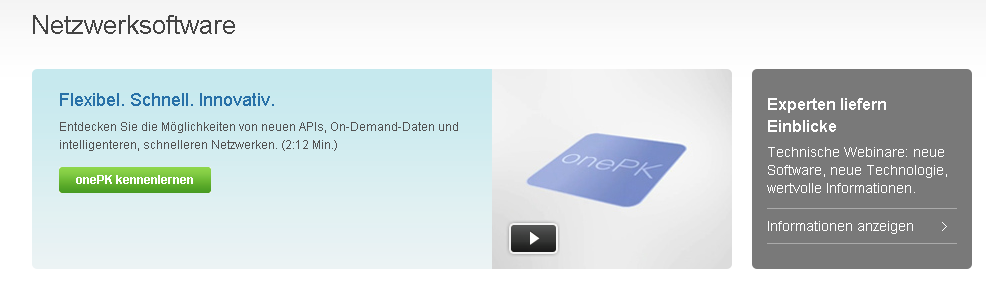 Netzwerksoftware
Flexibel. Schnell. Innovativ.
Entdecken Sie die Möglichkeiten von neuen APIs, On-Demand-Daten und
intelligenteren, schnelleren Netzwerken. (2:12 Min.)
onePK kennenlernen
onePK
Experten liefern
Einblicke
Technische Webinare: neue
Software, neue Technologie,
wertvolle Informationen.
Informationen anzeigen